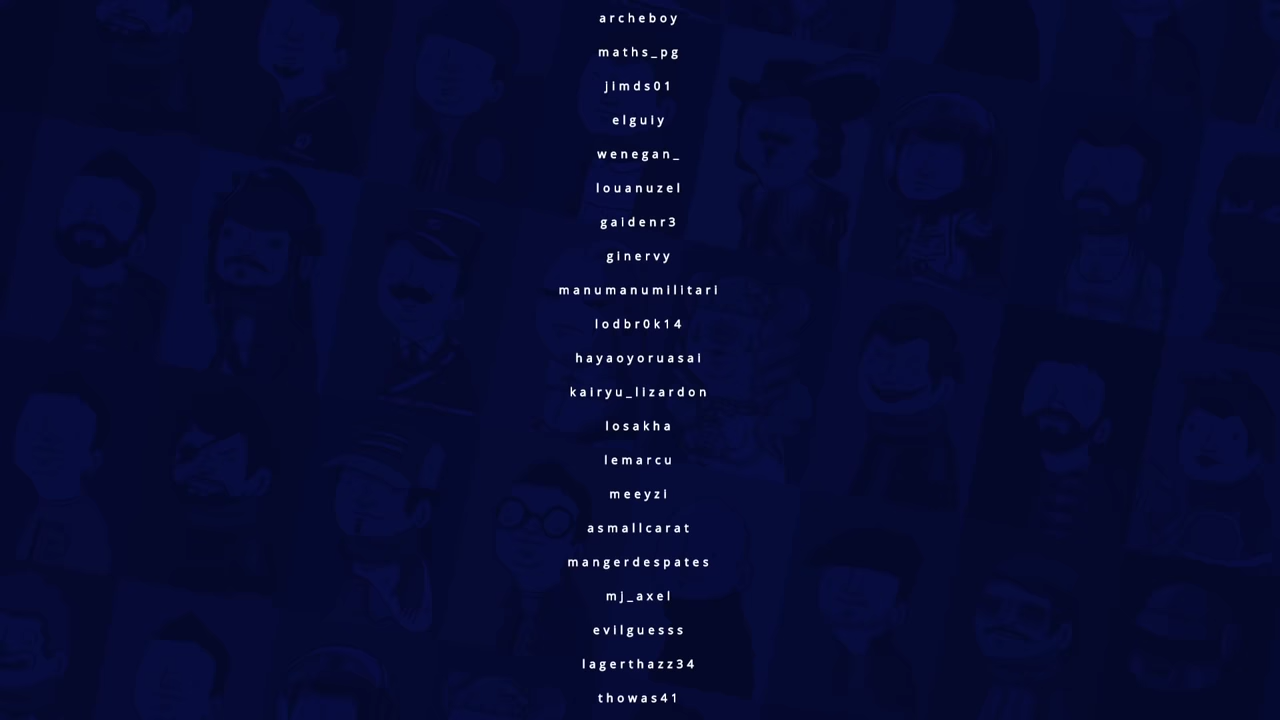 archeboy
maths_pg
jimds01
elguiy
wenegan_
louanuzel
gaidenr3
ginervy
manumanumilitari
lodbr0k14
hayaoyoruasai
kairyu_lizardon
losakha
lemarcu
meeyzi
asmallcarat
mangerdespates
mj_axel
evilguesss
lagerthazz34
thowas41